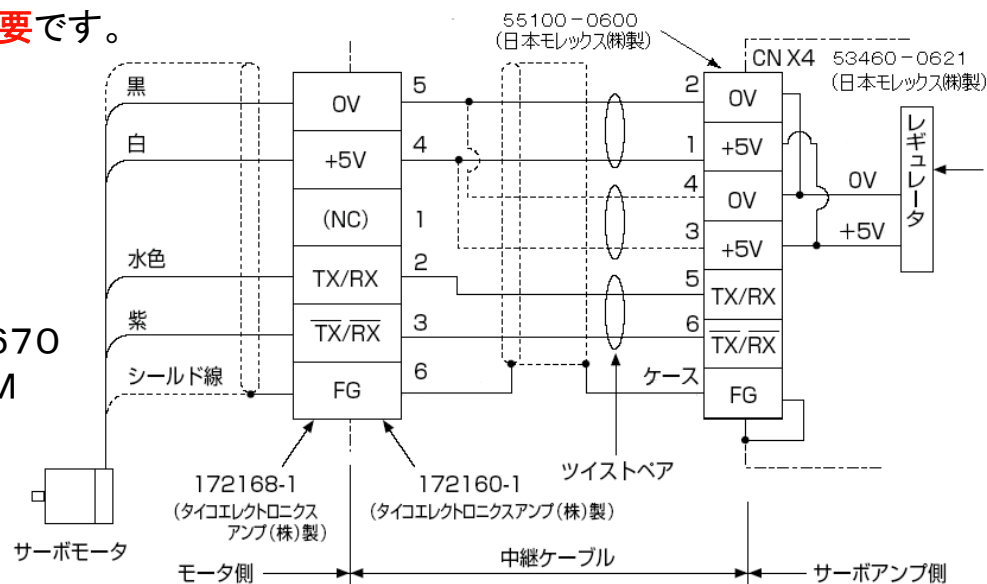 要です。
55100-0600
(日本モレックス㈱製)
CN X4
53460-0621
(日本モレックス㈱製)
黒
0V
5
2
0V
白
+5V
4
1
+5V
レギュレータ
(NC)
1
4
0V
0V
3
+5V
+5V
水色
TX/RX
2
5
TX/RX
紫
TX/RX
3
6
TX/RX
670
M
シールド線
FG
6
ケース
FG
172168-1
(タイコエレクトロニクス
アンプ(株)製)
172160-1
(タイコエレクトロニクスアンプ(株)製)
ツイストペア
サーボモータ
モータ側
中継ケーブル
サーボアンプ側